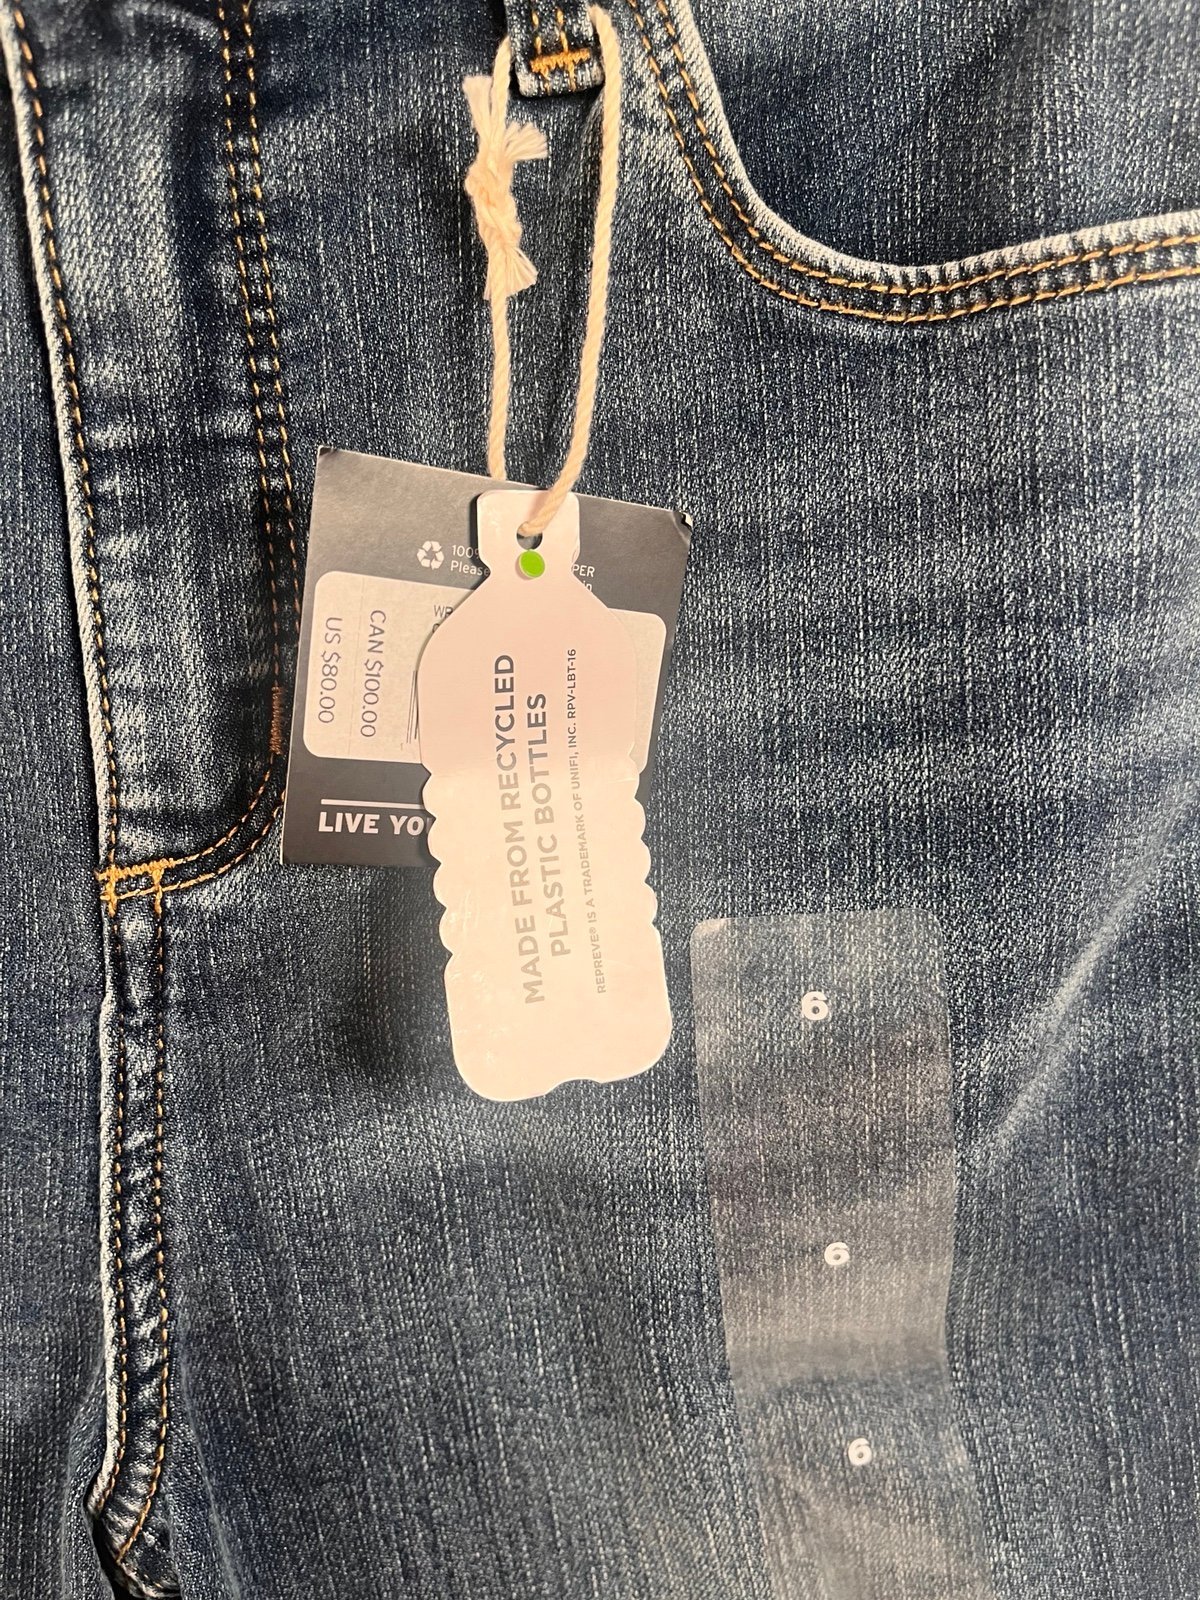 100%
Please
PER
in
WR
CAN $100.00
US $80.00
LIVE YO
MADE FROM RECYCLED
PLASTIC BOTTLES
REPREVE® IS A TRADEMARK OF UNIFI, INC. RPV-LBT-16
6
6
6